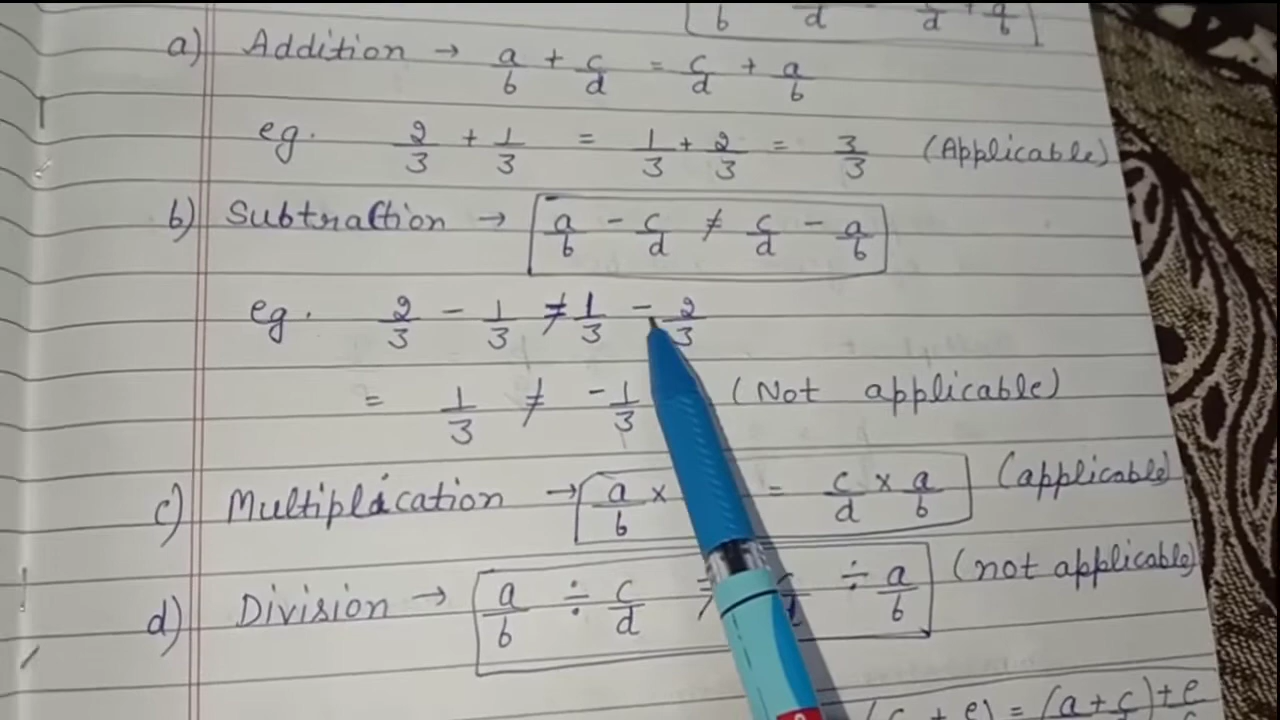 b d d + a/b
a) Addition → a/b + c/d = c/d + a/b
eg. 2/3 + 1/3 = 1/3 + 2/3 = 3/3 (Applicable)
b) Subtraction → a/b - c/d ≠ c/d - a/b
eg. 2/3 - 1/3 ≠ 1/3 - 2/3
= 1/3 ≠ -1/3 (Not applicable)
c) Multiplication → a/b × = c/d × a/b (applicable)
d) Division → a/b ÷ c/d ≠ ÷ a/b (not applicable)
+ e) = (a + c) + e